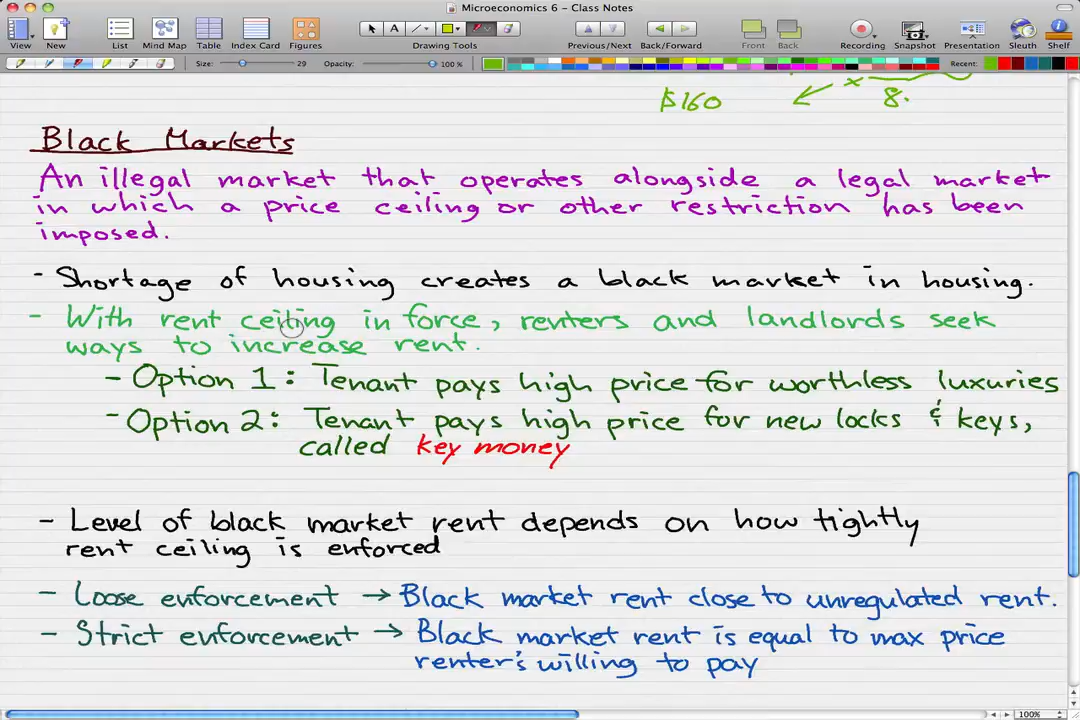 Microeconomics 6 - Class Notes
View New List Mind Map Table Index Card Figures Drawing Tools Previous/Next Back/Forward Front Back Recording Snapshot Presentation Sleuth Shelf
Size: 29 Opacity: 100 % Recent:
$160 x 8.
Black Markets
An illegal market that operates alongside a legal market
in which a price ceiling or other restriction has been
imposed.
- Shortage of housing creates a black market in housing.
- With rent ceiling in force, renters and landlords seek
ways to increase rent.
- Option 1: Tenant pays high price for worthless luxuries
- Option 2: Tenant pays high price for new locks & keys,
called key money
- Level of black market rent depends on how tightly
rent ceiling is enforced
- Loose enforcement → Black market rent close to unregulated rent.
- Strict enforcement → Black market rent is equal to max price
renter's willing to pay
100%